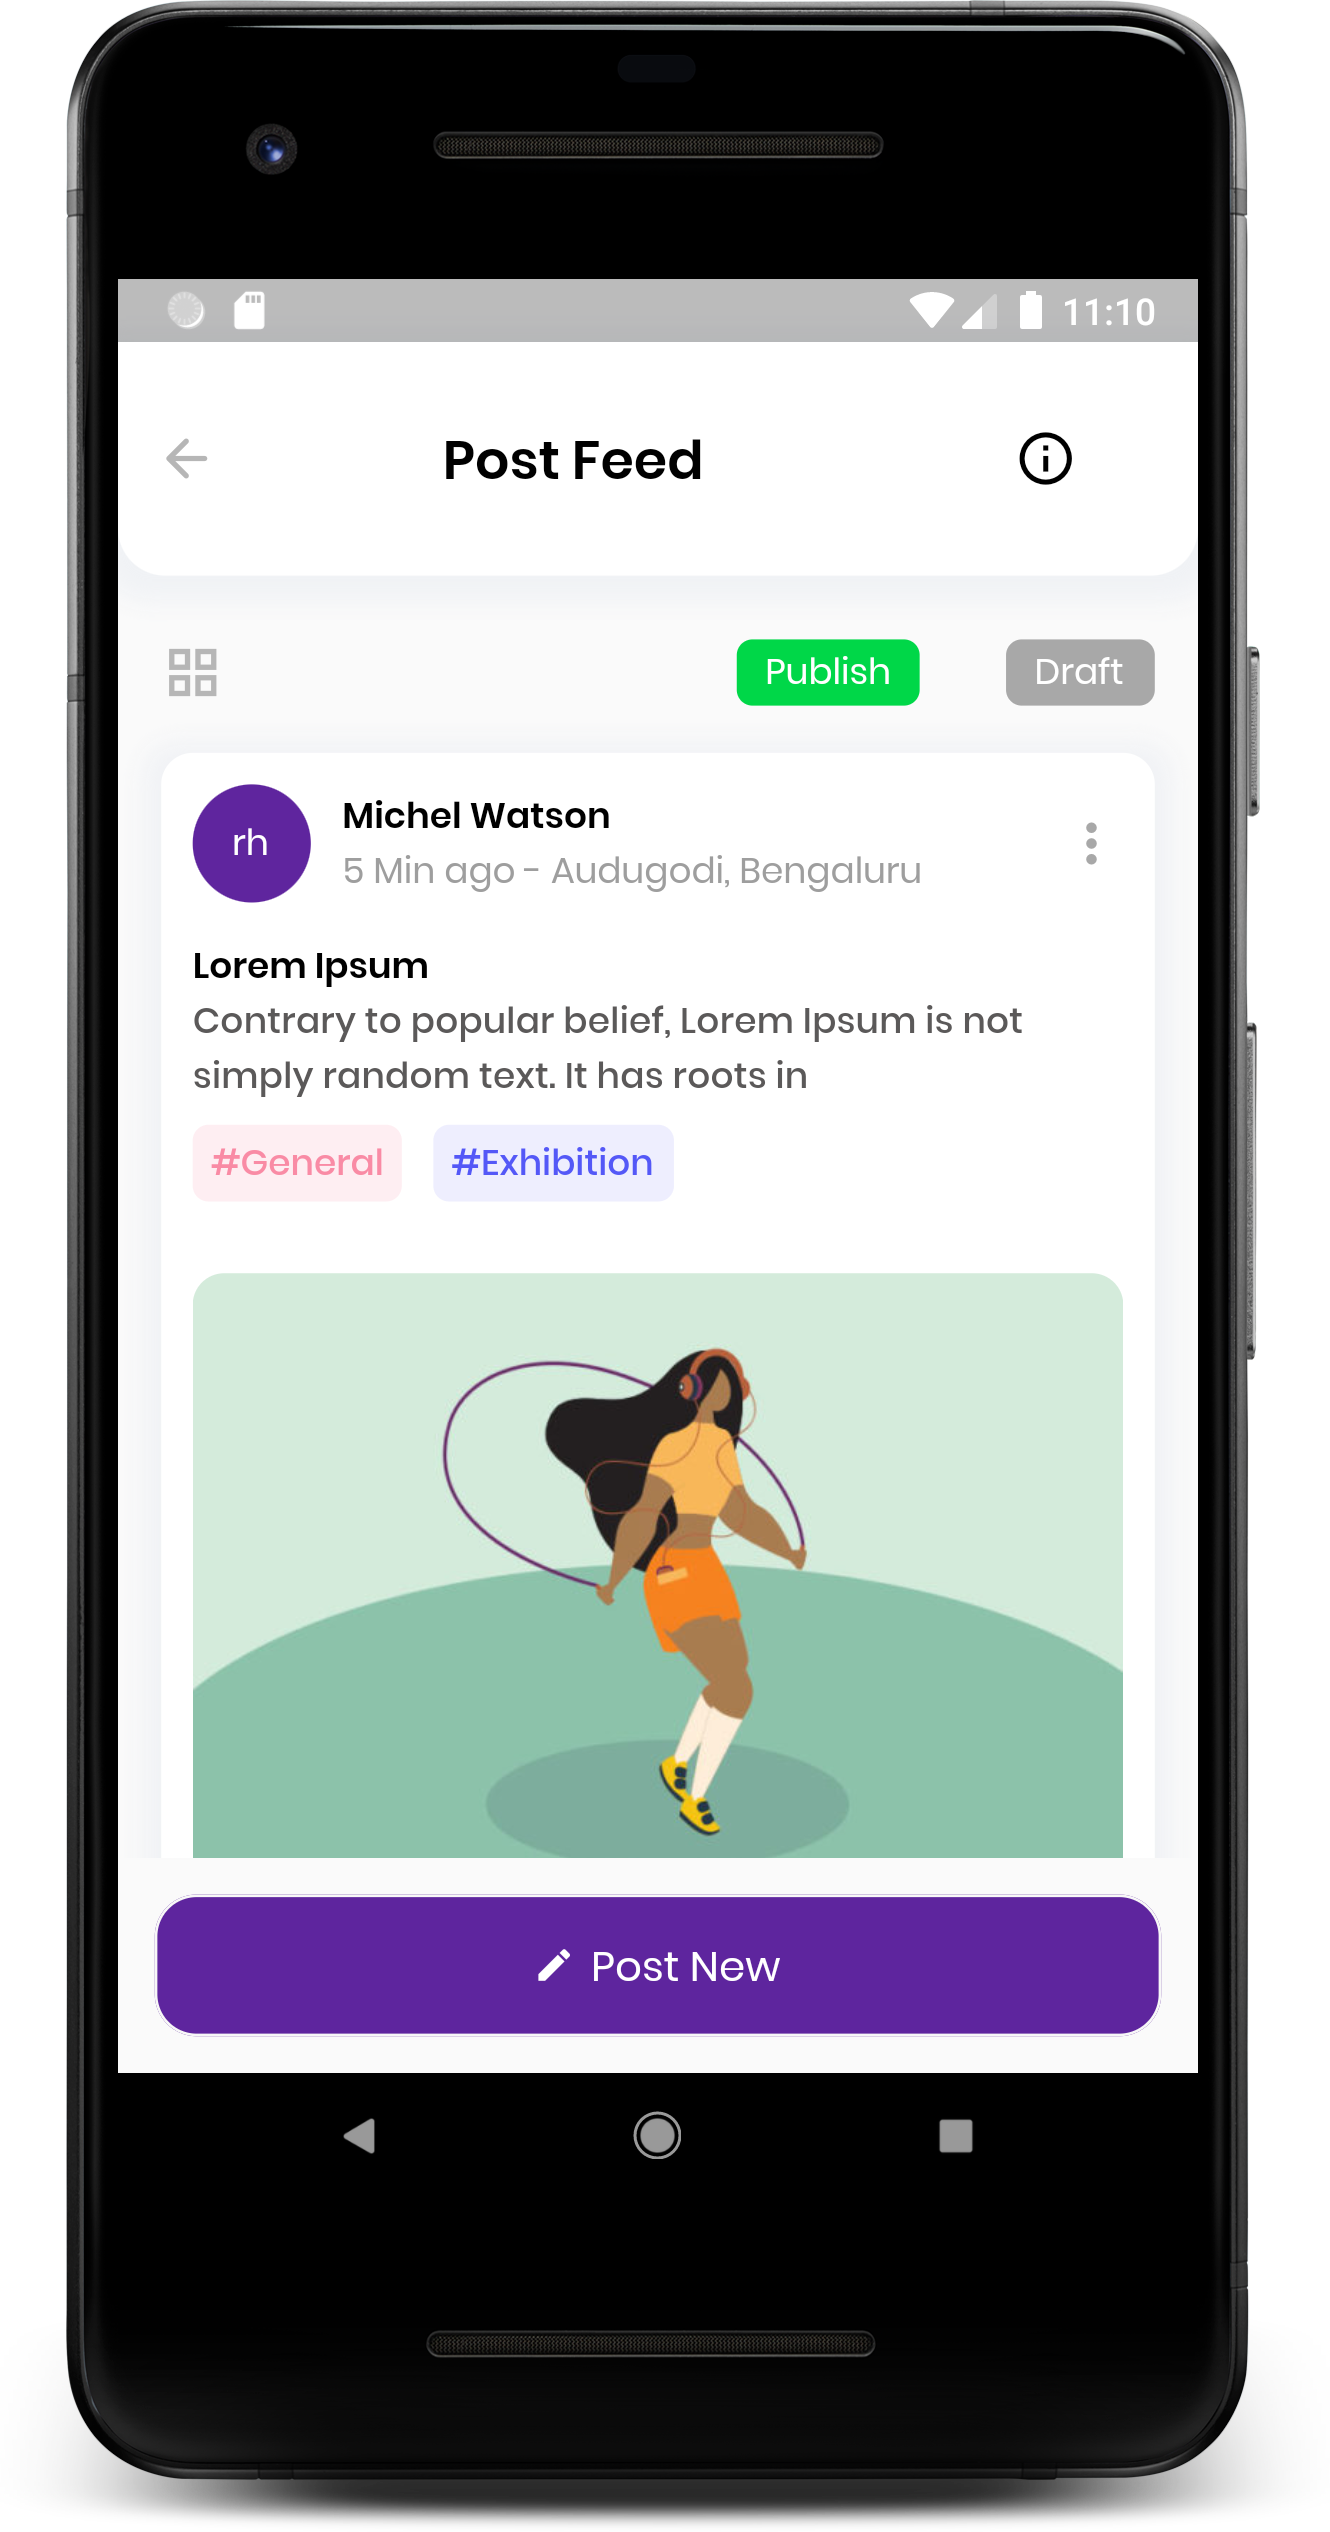 11:10
Post Feed
Publish
Draft
rh
Michel Watson
5 Min ago - Audugodi, Bengaluru
Lorem Ipsum
Contrary to popular belief, Lorem Ipsum is not
simply random text. It has roots in
#General
#Exhibition
Post New